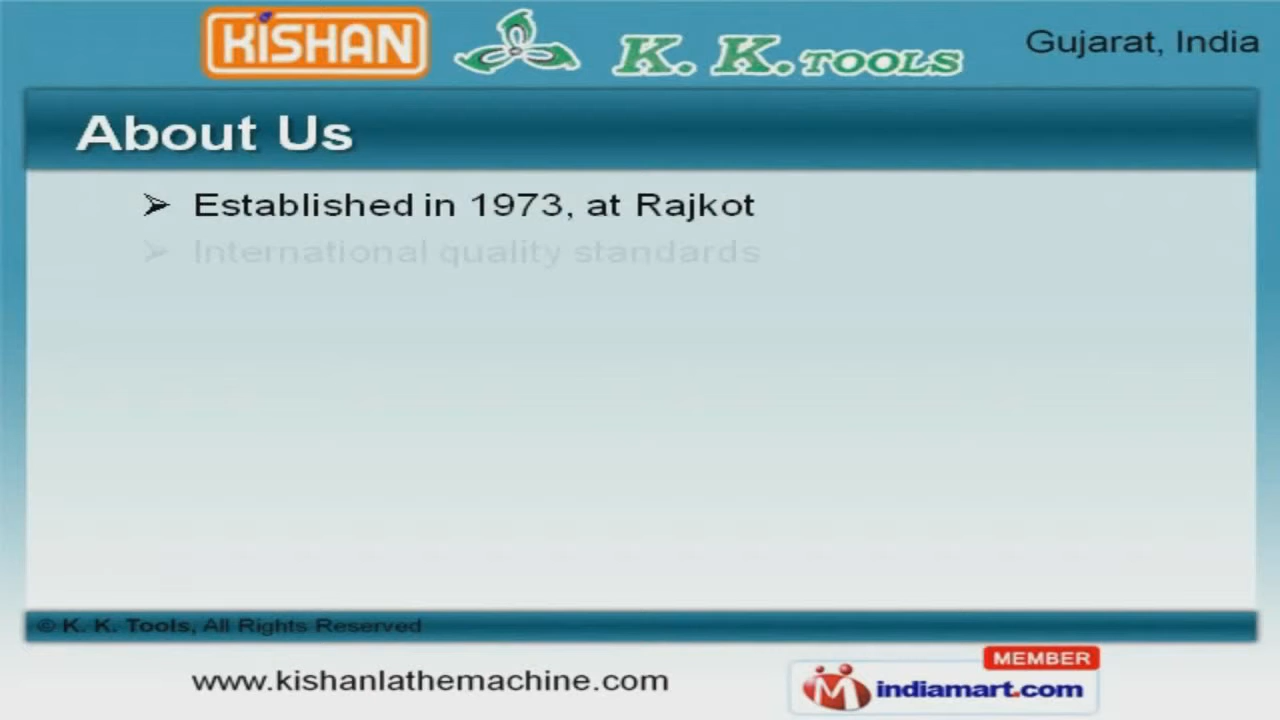 KiSHAN
K. K. TOOLS
Gujarat, India
About Us
➢ Established in 1973, at Rajkot
➢ International quality standards
© K. K. Tools, All Rights Reserved
www.kishanlathemachine.com
MEMBER
indiamart.com